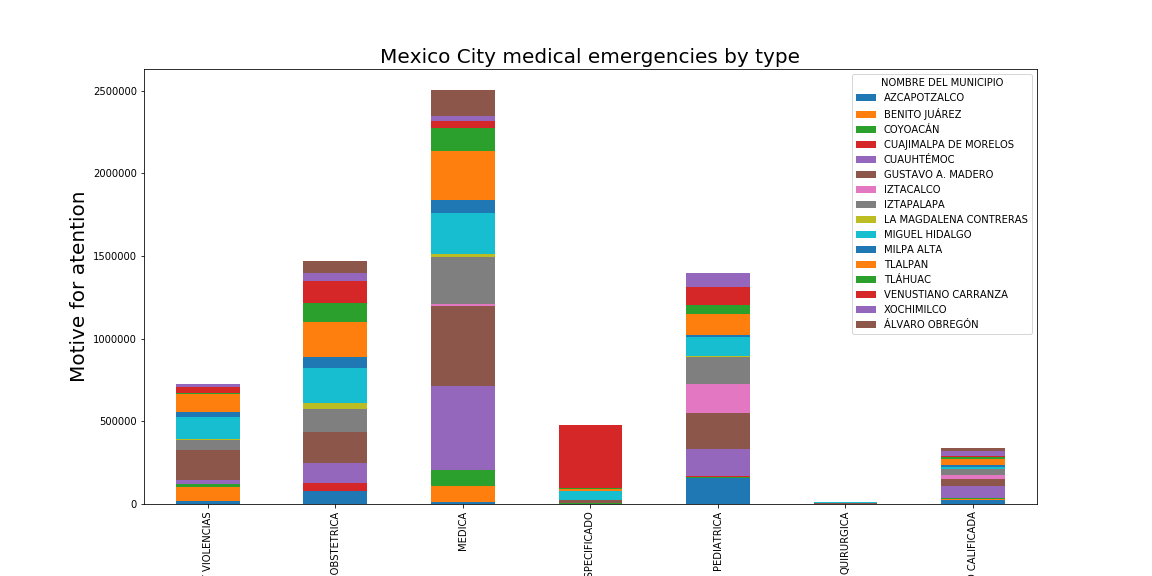 Mexico City medical emergencies by type
Motive for atention
2500000
2000000
1500000
1000000
500000
0
NOMBRE DEL MUNICIPIO
AZCAPOTZALCO
BENITO JUÁREZ
COYOACÁN
CUAJIMALPA DE MORELOS
CUAUHTÉMOC
GUSTAVO A. MADERO
IZTACALCO
IZTAPALAPA
LA MAGDALENA CONTRERAS
MIGUEL HIDALGO
MILPA ALTA
TLALPAN
TLÁHUAC
VENUSTIANO CARRANZA
XOCHIMILCO
ÁLVARO OBREGÓN
VIOLENCIAS
OBSTETRICA
MEDICA
SPECIFICADO
PEDIATRICA
QUIRURGICA
CALIFICADA